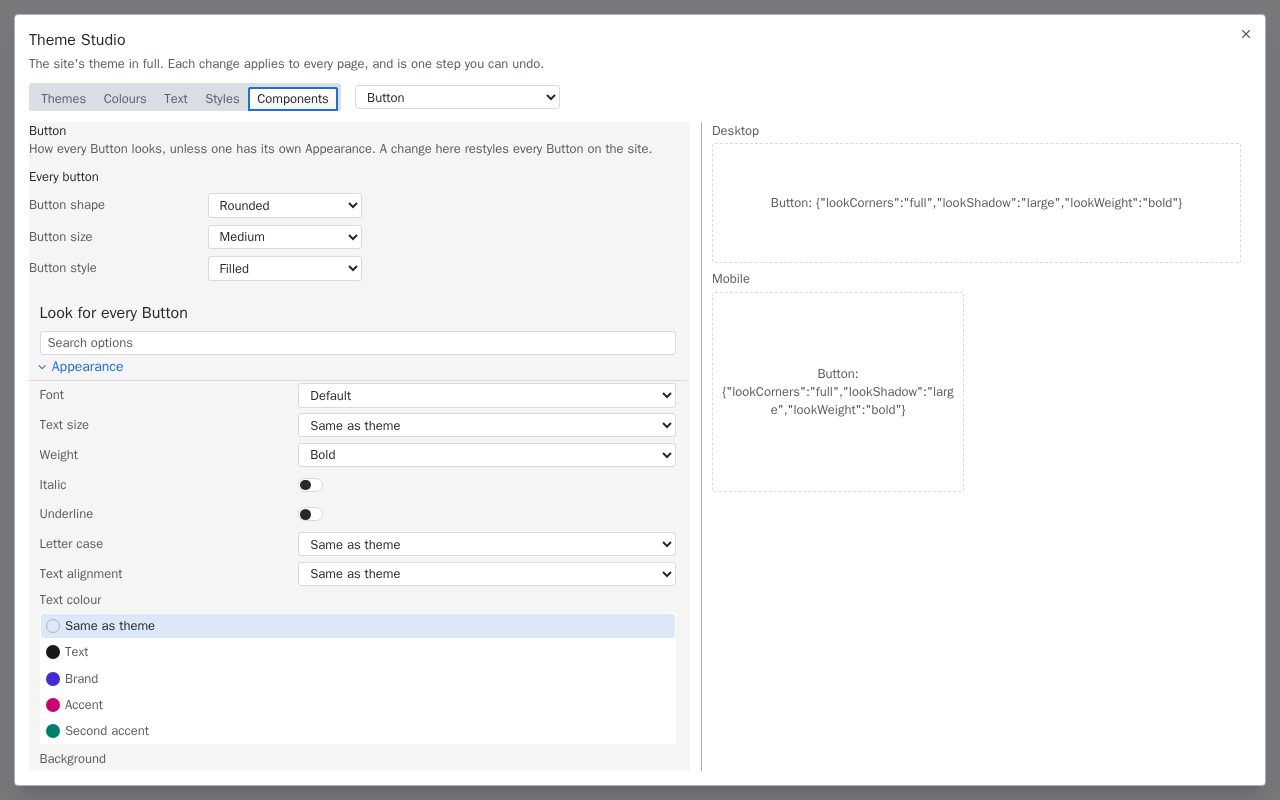 Theme Studio
×
The site's theme in full. Each change applies to every page, and is one step you can undo.
Themes Colours Text Styles Components Button
Button
How every Button looks, unless one has its own Appearance. A change here restyles every Button on the site.
Every button
Button shape Rounded
Button size Medium
Button style Filled
Look for every Button
Search options
Appearance
Font Default
Text size Same as theme
Weight Bold
Italic
Underline
Letter case Same as theme
Text alignment Same as theme
Text colour
Same as theme
Text
Brand
Accent
Second accent
Background
Desktop
Button: {"lookCorners":"full","lookShadow":"large","lookWeight":"bold"}
Mobile
Button:
{"lookCorners":"full","lookShadow":"larg
e","lookWeight":"bold"}